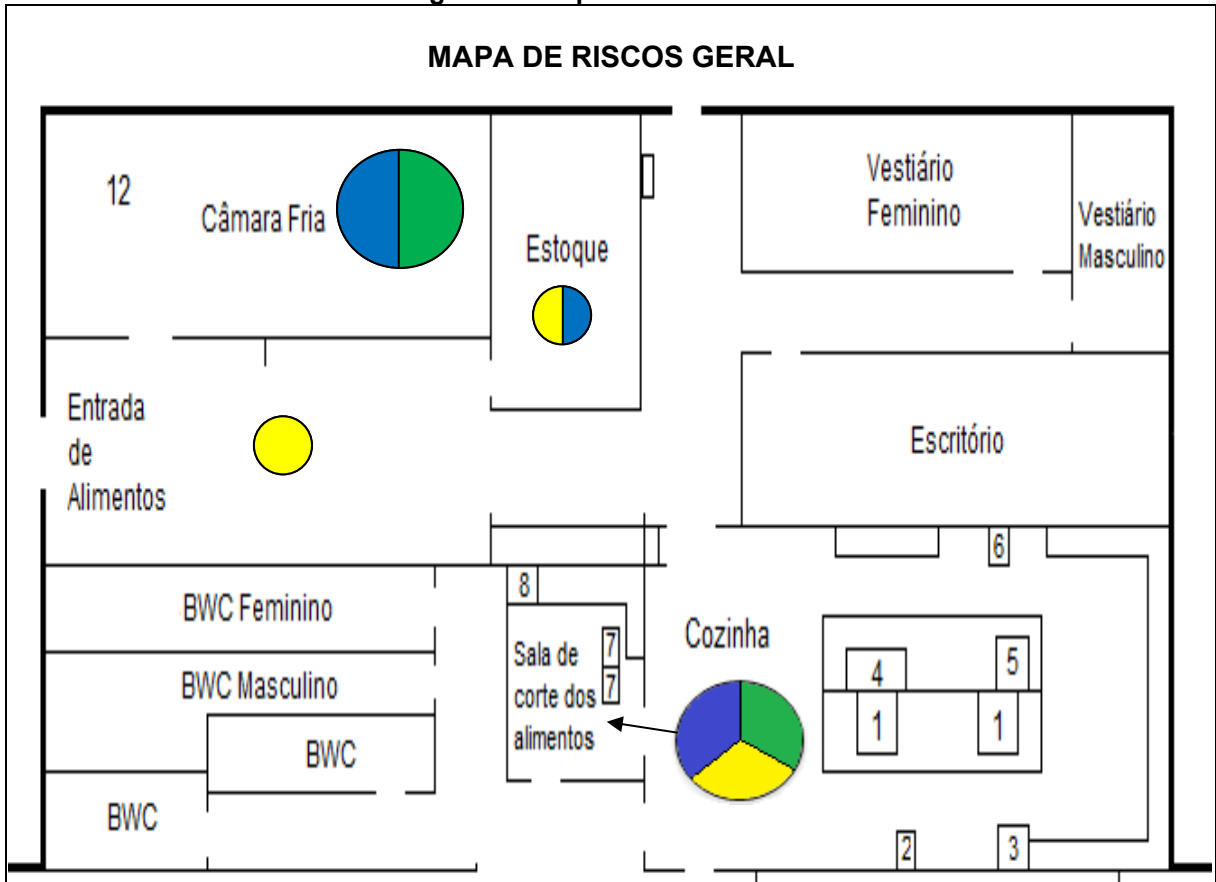 MAPA DE RISCOS GERAL
12
Câmara Fria
Estoque
Vestiário
Feminino
Vestiário
Masculino
Entrada
de
Alimentos
Escritório
6
BWC Feminino
8
Sala de
corte dos
alimentos
7
7
Cozinha
4
5
1
1
BWC Masculino
BWC
BWC
2
3